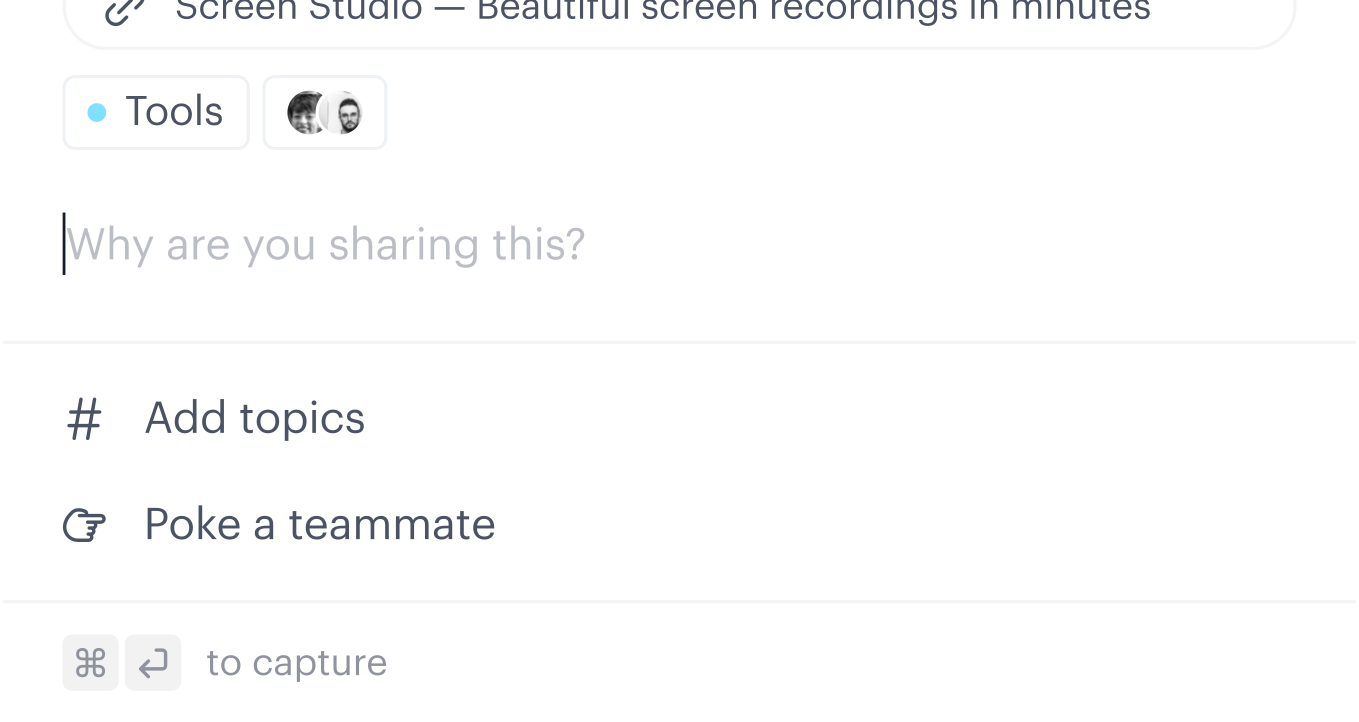 Screen Studio — Beautiful screen recordings in minutes
Tools
Why are you sharing this?
# Add topics
Poke a teammate
⌘ ↵ to capture